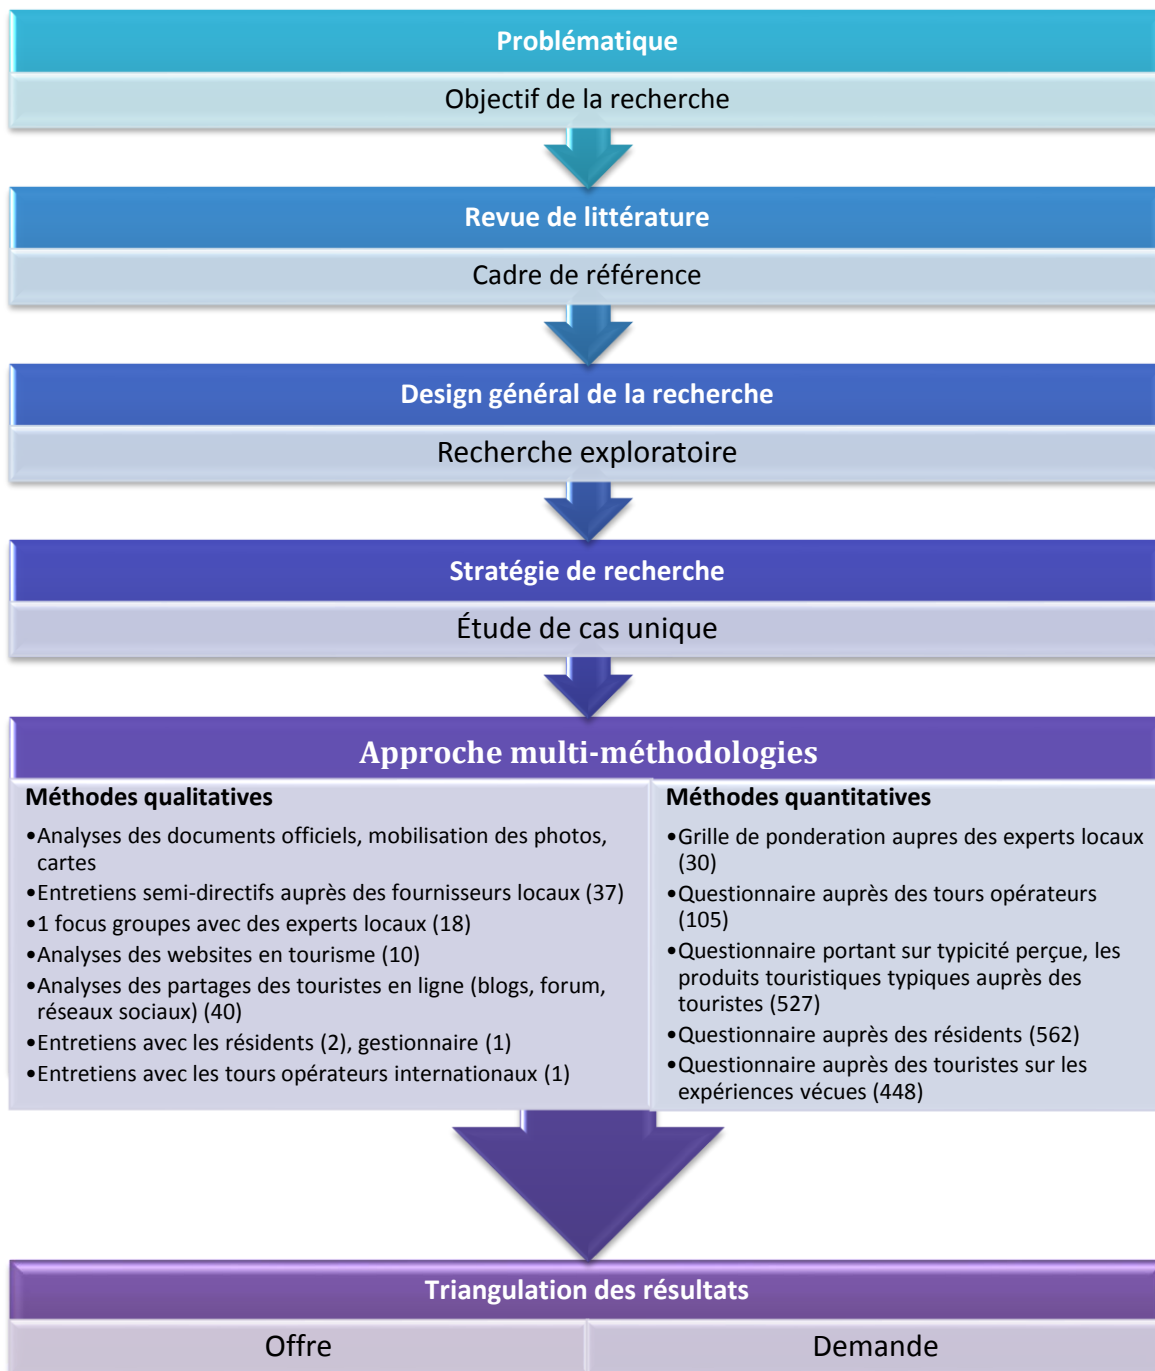 Problématique
Objectif de la recherche
Revue de littérature
Cadre de référence
Design général de la recherche
Recherche exploratoire
Stratégie de recherche
Étude de cas unique
Approche multi-méthodologies
Méthodes qualitatives
•Analyses des documents officiels, mobilisation des photos,
cartes
•Entretiens semi-directifs auprès des fournisseurs locaux (37)
•1 focus groupes avec des experts locaux (18)
•Analyses des websites en tourisme (10)
•Analyses des partages des touristes en ligne (blogs, forum,
réseaux sociaux) (40)
•Entretiens avec les résidents (2), gestionnaire (1)
•Entretiens avec les tours opérateurs internationaux (1)
Méthodes quantitatives
•Grille de ponderation aupres des experts locaux
(30)
•Questionnaire auprès des tours opérateurs
(105)
•Questionnaire portant sur typicité perçue, les
produits touristiques typiques auprès des
touristes (527)
•Questionnaire auprès des résidents (562)
•Questionnaire auprès des touristes sur les
expériences vécues (448)
Triangulation des résultats
Offre
Demande